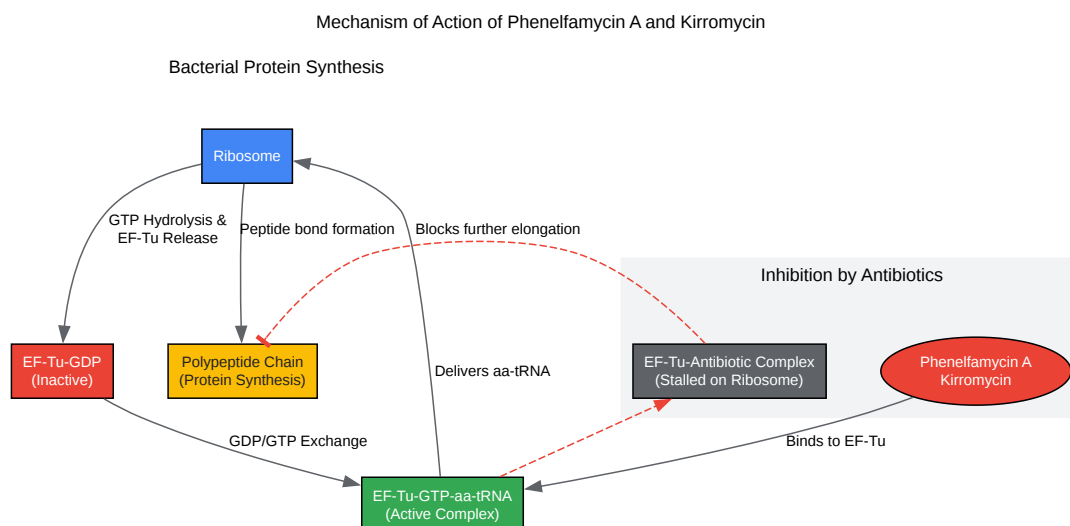 Mechanism of Action of Phenelfamycin A and Kirromycin
Bacterial Protein Synthesis
Ribosome
GTP Hydrolysis &
EF-Tu Release
Peptide bond formation
Blocks further elongation
Inhibition by Antibiotics
EF-Tu-GDP
(Inactive)
Polypeptide Chain
(Protein Synthesis)
Delivers aa-tRNA
EF-Tu-Antibiotic Complex
(Stalled on Ribosome)
Phenelfamycin A
Kirromycin
GDP/GTP Exchange
Binds to EF-Tu
EF-Tu-GTP-aa-tRNA
(Active Complex)